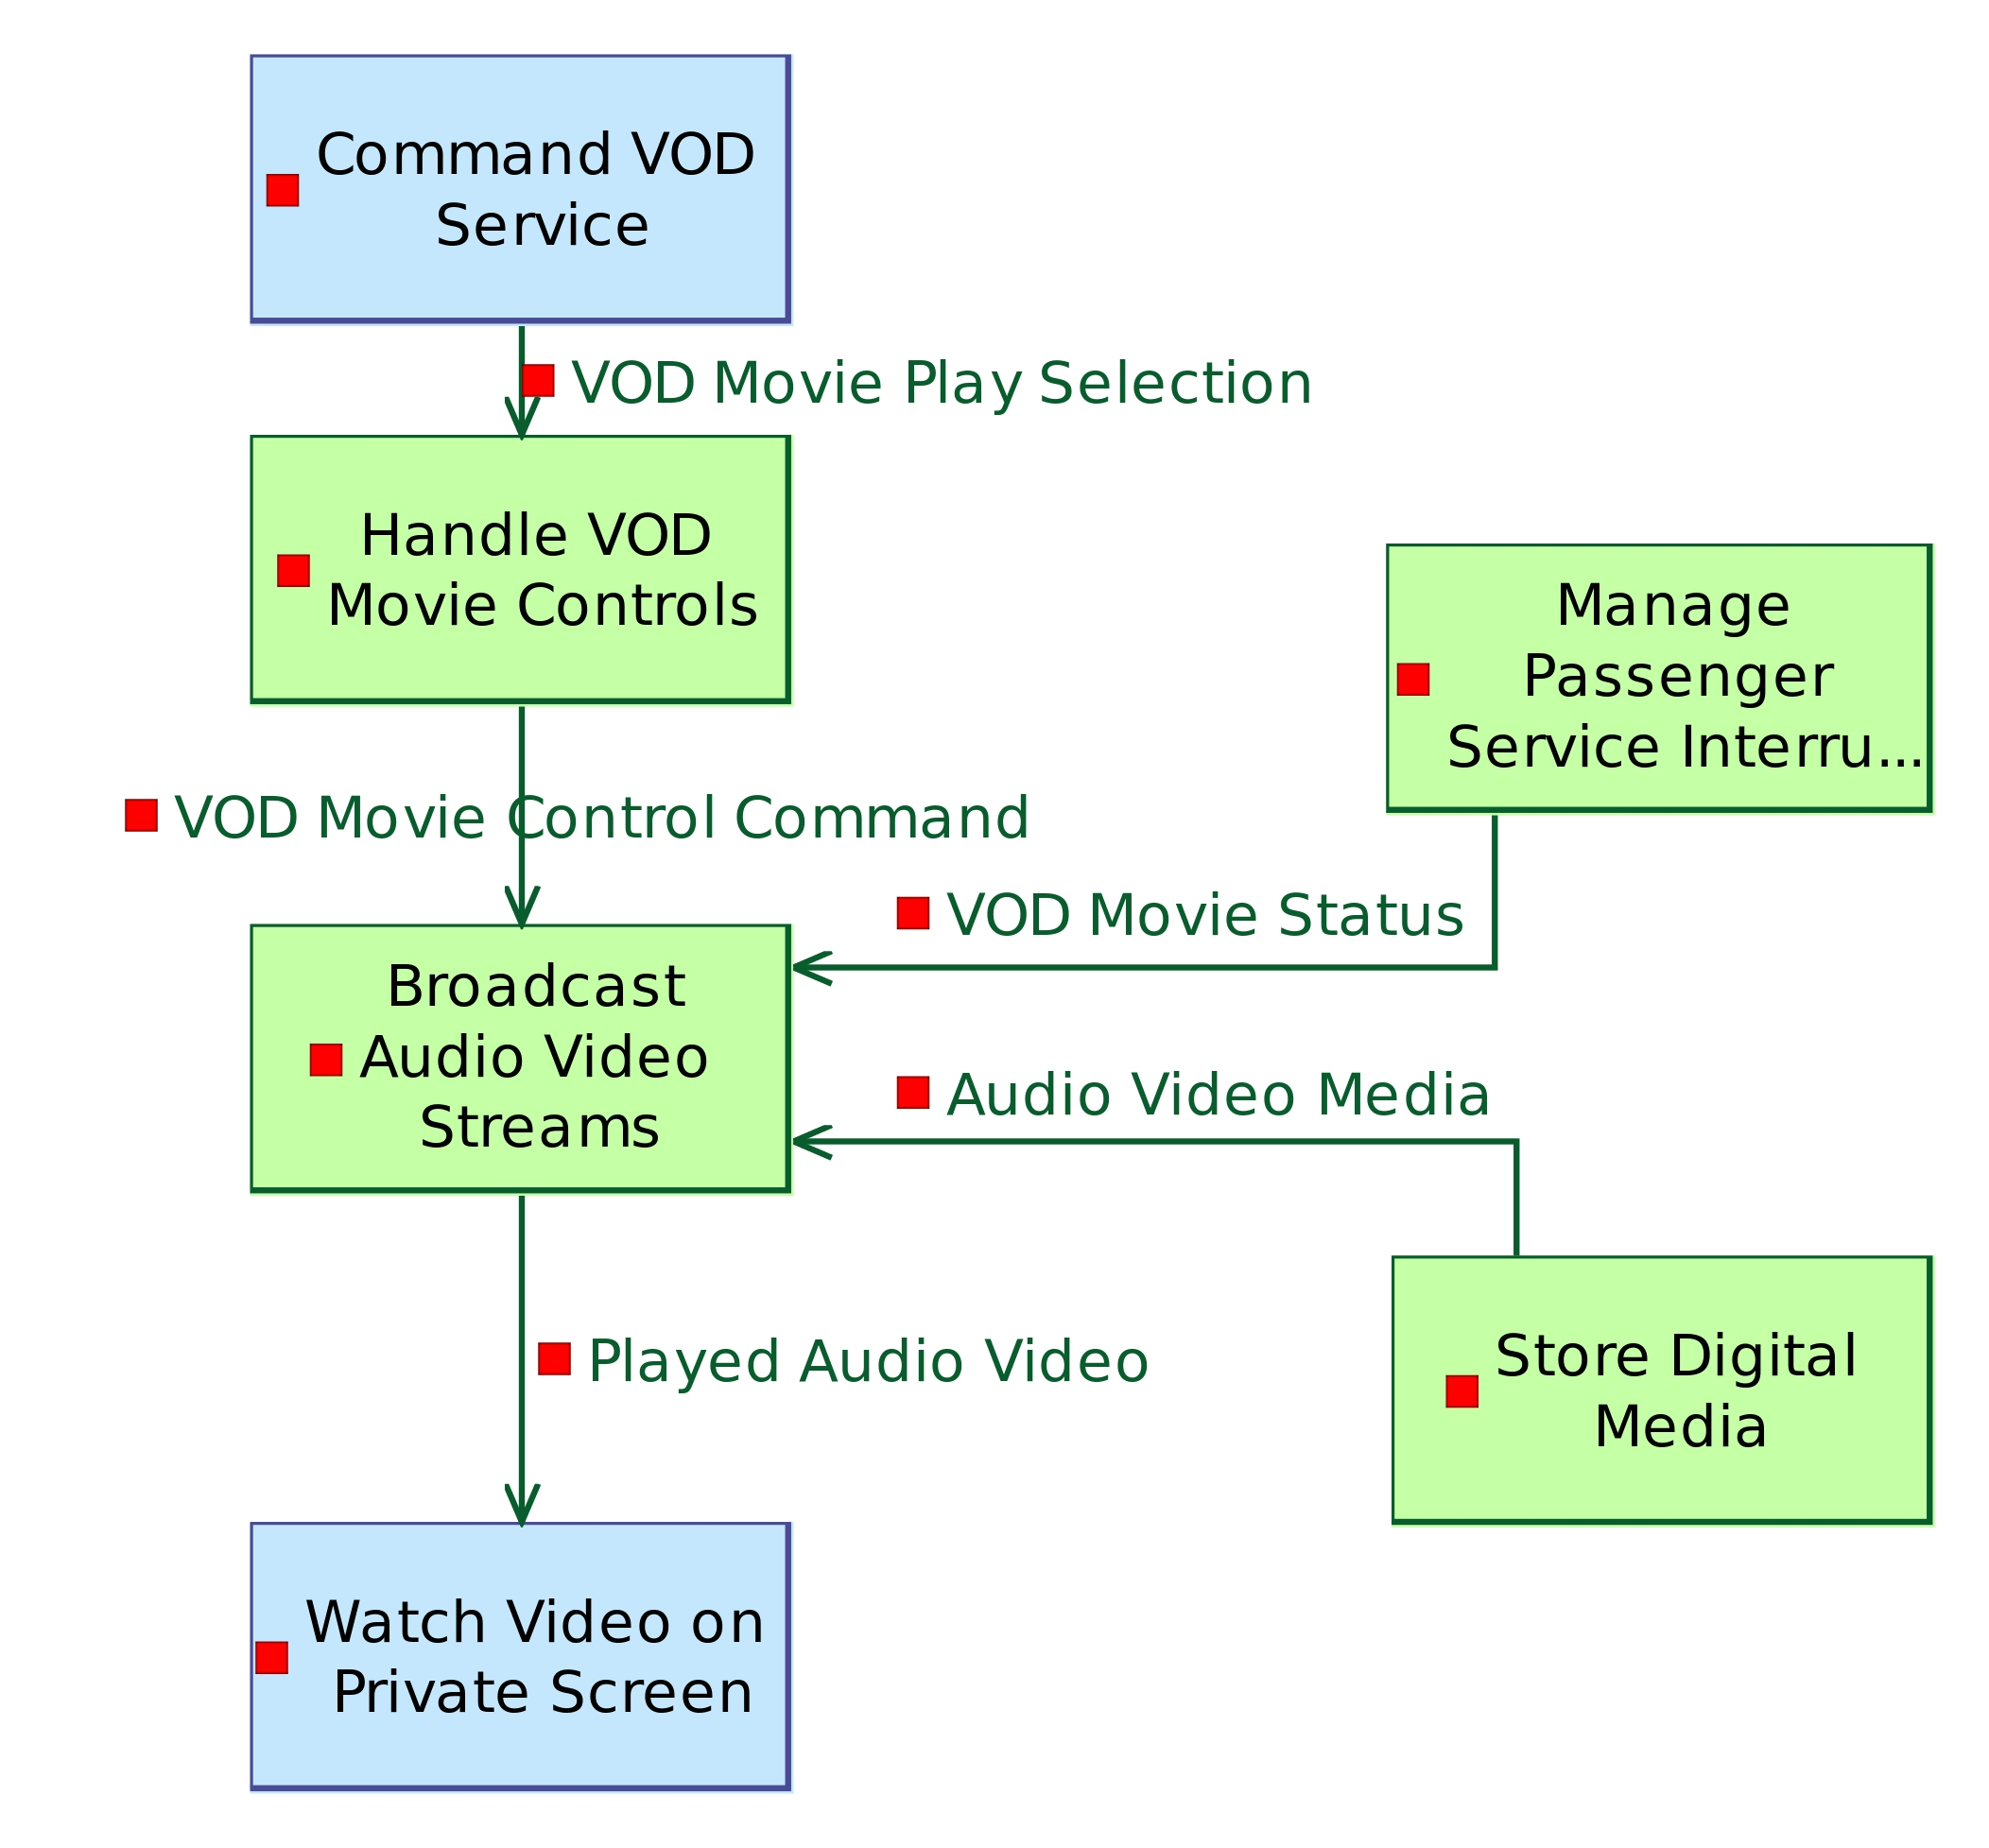 Command VOD
Service
VOD Movie Play Selection
Handle VOD
Movie Controls
Manage
Passenger
Service Interru...
VOD Movie Control Command
VOD Movie Status
Broadcast
Audio Video
Streams
Audio Video Media
Played Audio Video
Store Digital
Media
Watch Video on
Private Screen